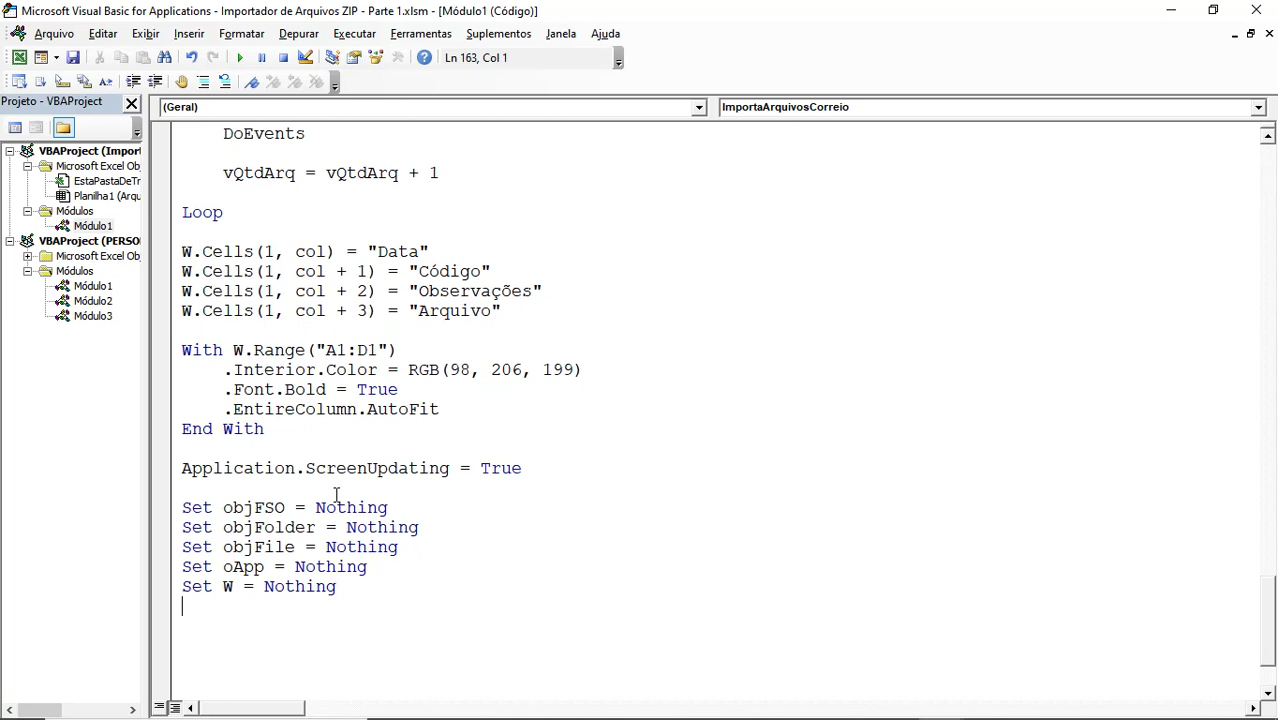 Microsoft Visual Basic for Applications - Importador de Arquivos ZIP - Parte 1.xlsm - [Módulo1 (Código)]
Arquivo Editar Exibir Inserir Formatar Depurar Executar Ferramentas Suplementos Janela Ajuda
Ln 163, Col 1
Projeto - VBAProject
(Geral) ImportaArquivosCorreio
VBAProject (Import
Microsoft Excel Obj
EstaPastaDeTr
Planilha1 (Arqu
Módulos
Módulo1
VBAProject (PERSO
Microsoft Excel Obj
Módulos
Módulo1
Módulo2
Módulo3
DoEvents
vQtdArq = vQtdArq + 1
Loop
W.Cells(1, col) = "Data"
W.Cells(1, col + 1) = "Código"
W.Cells(1, col + 2) = "Observações"
W.Cells(1, col + 3) = "Arquivo"
With W.Range("A1:D1")
.Interior.Color = RGB(98, 206, 199)
.Font.Bold = True
.EntireColumn.AutoFit
End With
Application.ScreenUpdating = True
Set objFSO = Nothing
Set objFolder = Nothing
Set objFile = Nothing
Set oApp = Nothing
Set W = Nothing